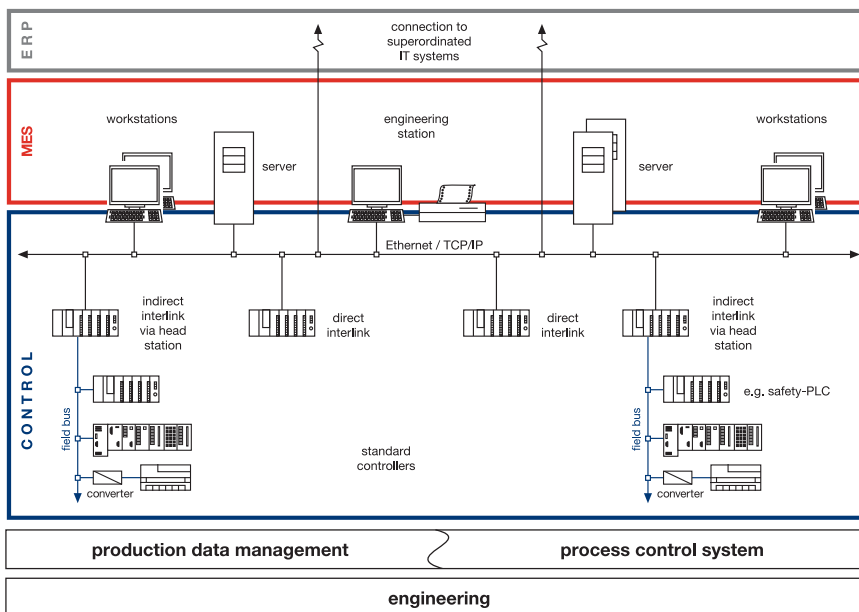 ERP
connection to
superordinated
IT systems
MES
workstations
server
engineering
station
server
workstations
CONTROL
Ethernet / TCP/IP
indirect
interlink
via head
station
direct
interlink
direct
interlink
indirect
interlink
via head
station
field bus
converter
standard
controllers
e.g. safety-PLC
field bus
converter
production data management
process control system
engineering